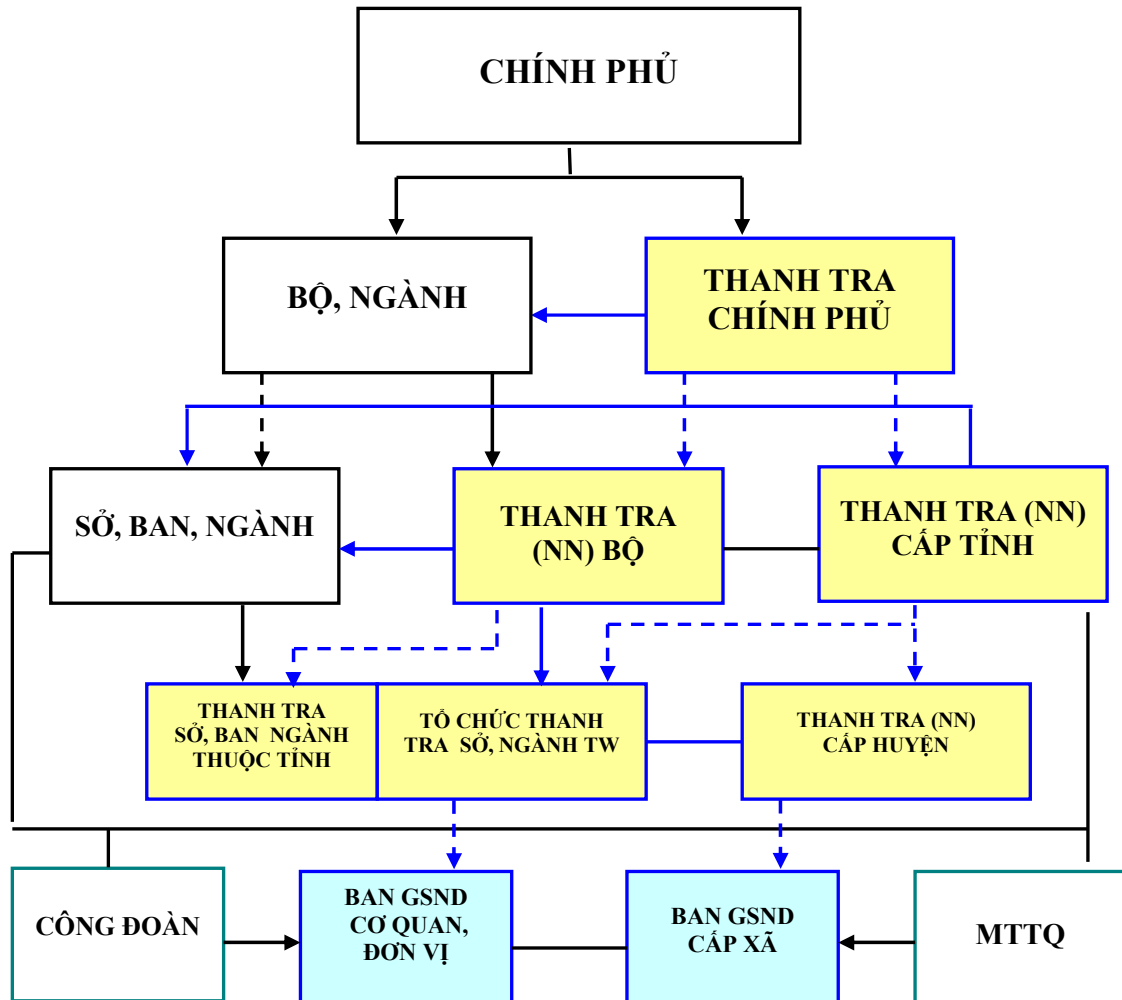 CHÍNH PHỦ
BỘ, NGÀNH
THANH TRA
CHÍNH PHỦ
SỞ, BAN, NGÀNH
THANH TRA
(NN) BỘ
THANH TRA (NN)
CẤP TỈNH
THANH TRA
SỞ, BAN NGÀNH
THUỘC TỈNH
TỔ CHỨC THANH
TRA SỞ, NGÀNH TW
THANH TRA (NN)
CẤP HUYỆN
CÔNG ĐOÀN
BAN GSND
CƠ QUAN,
ĐƠN VỊ
BAN GSND
CẤP XÃ
MTTQ